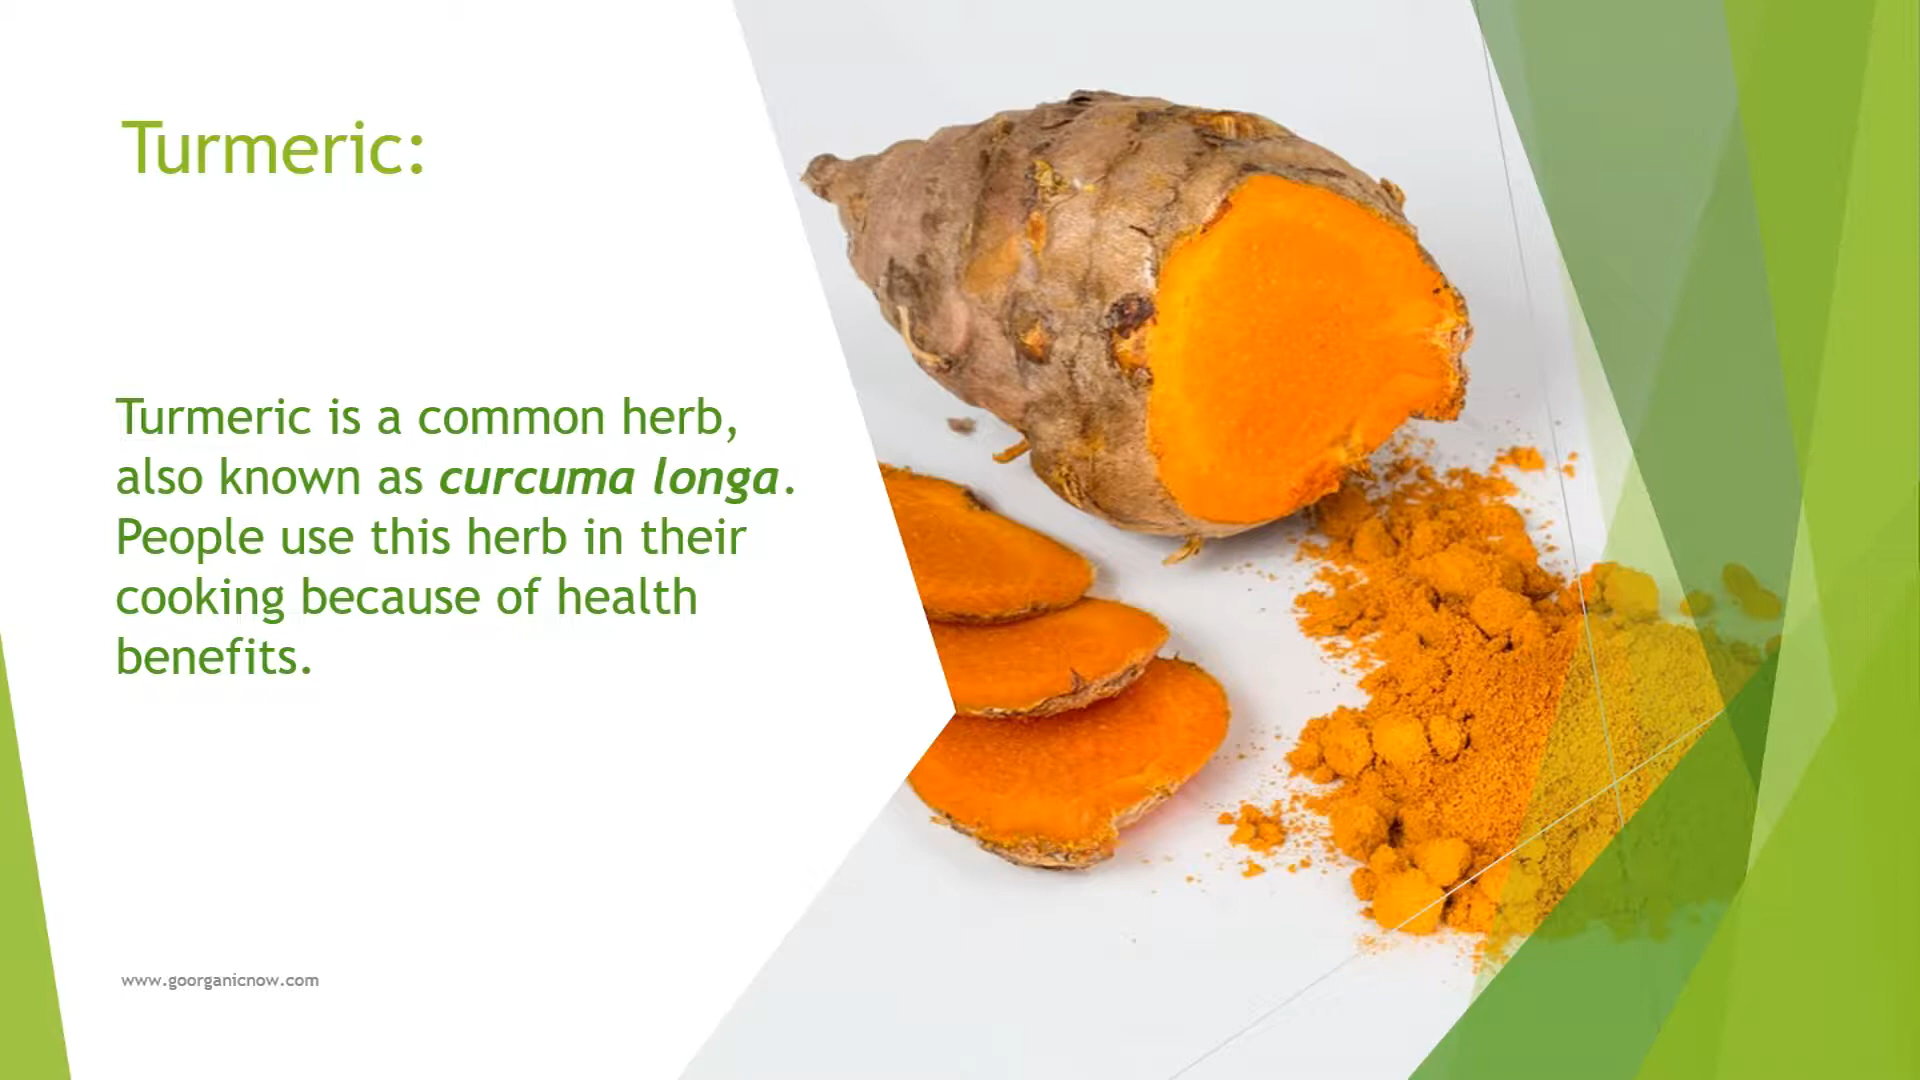 Turmeric:
Turmeric is a common herb,
also known as curcuma longa.
People use this herb in their
cooking because of health
benefits.
www.goorganicnow.com